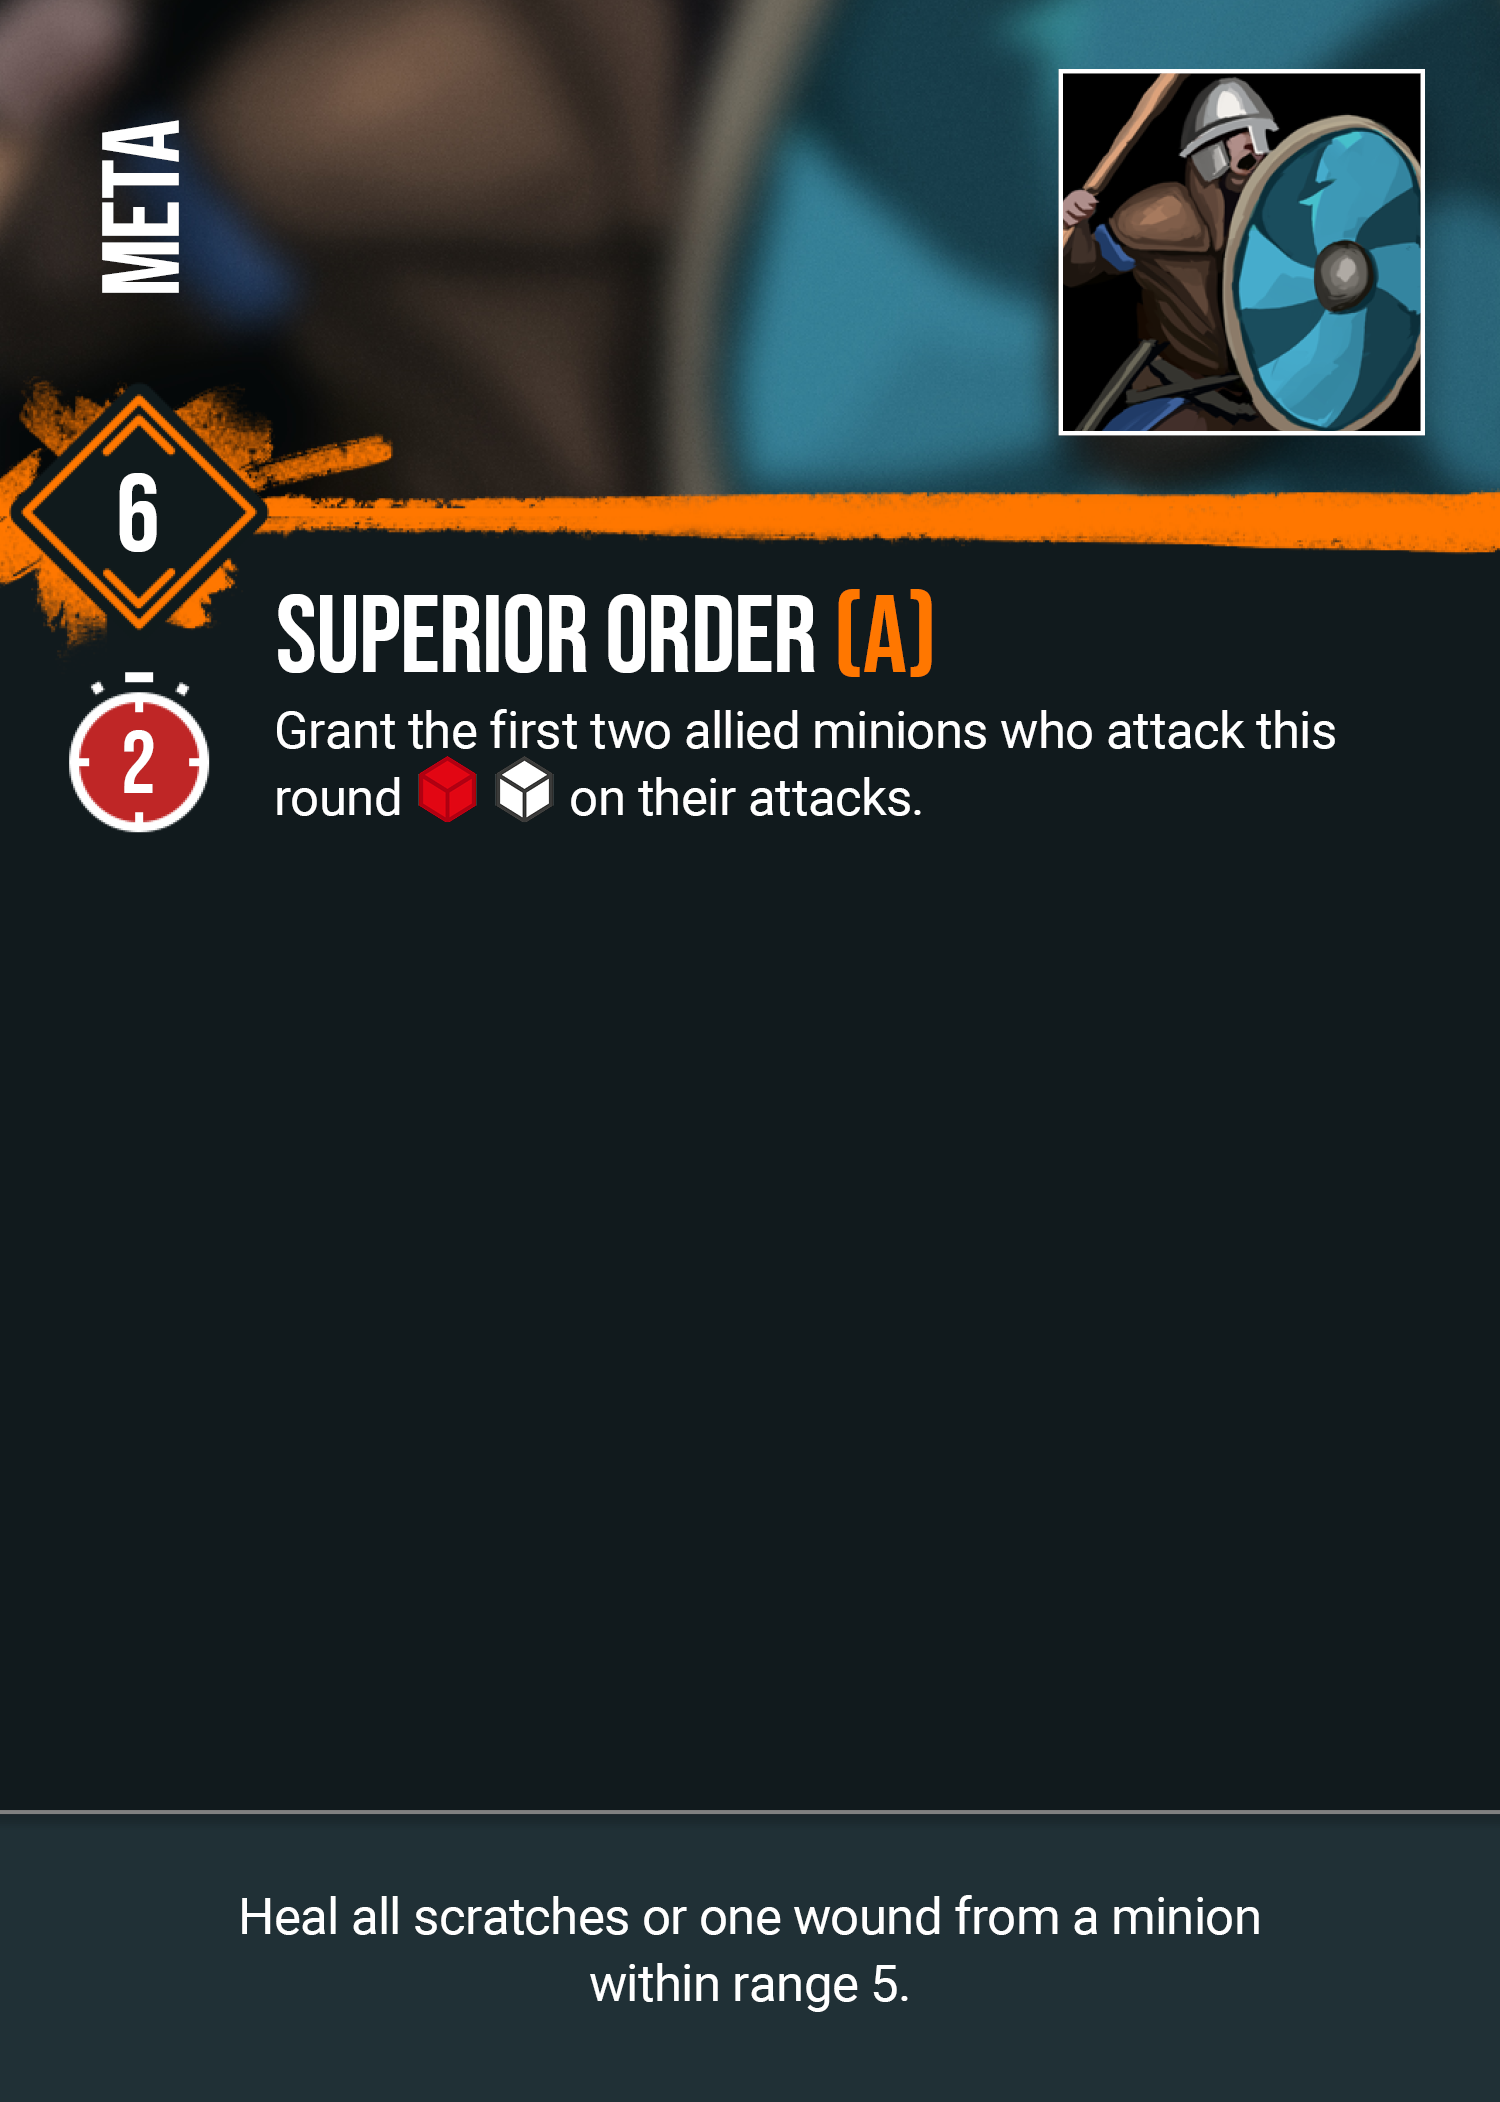 META
6
SUPERIOR ORDER (A)
2
Grant the first two allied minions who attack this
round on their attacks.
Heal all scratches or one wound from a minion
within range 5.